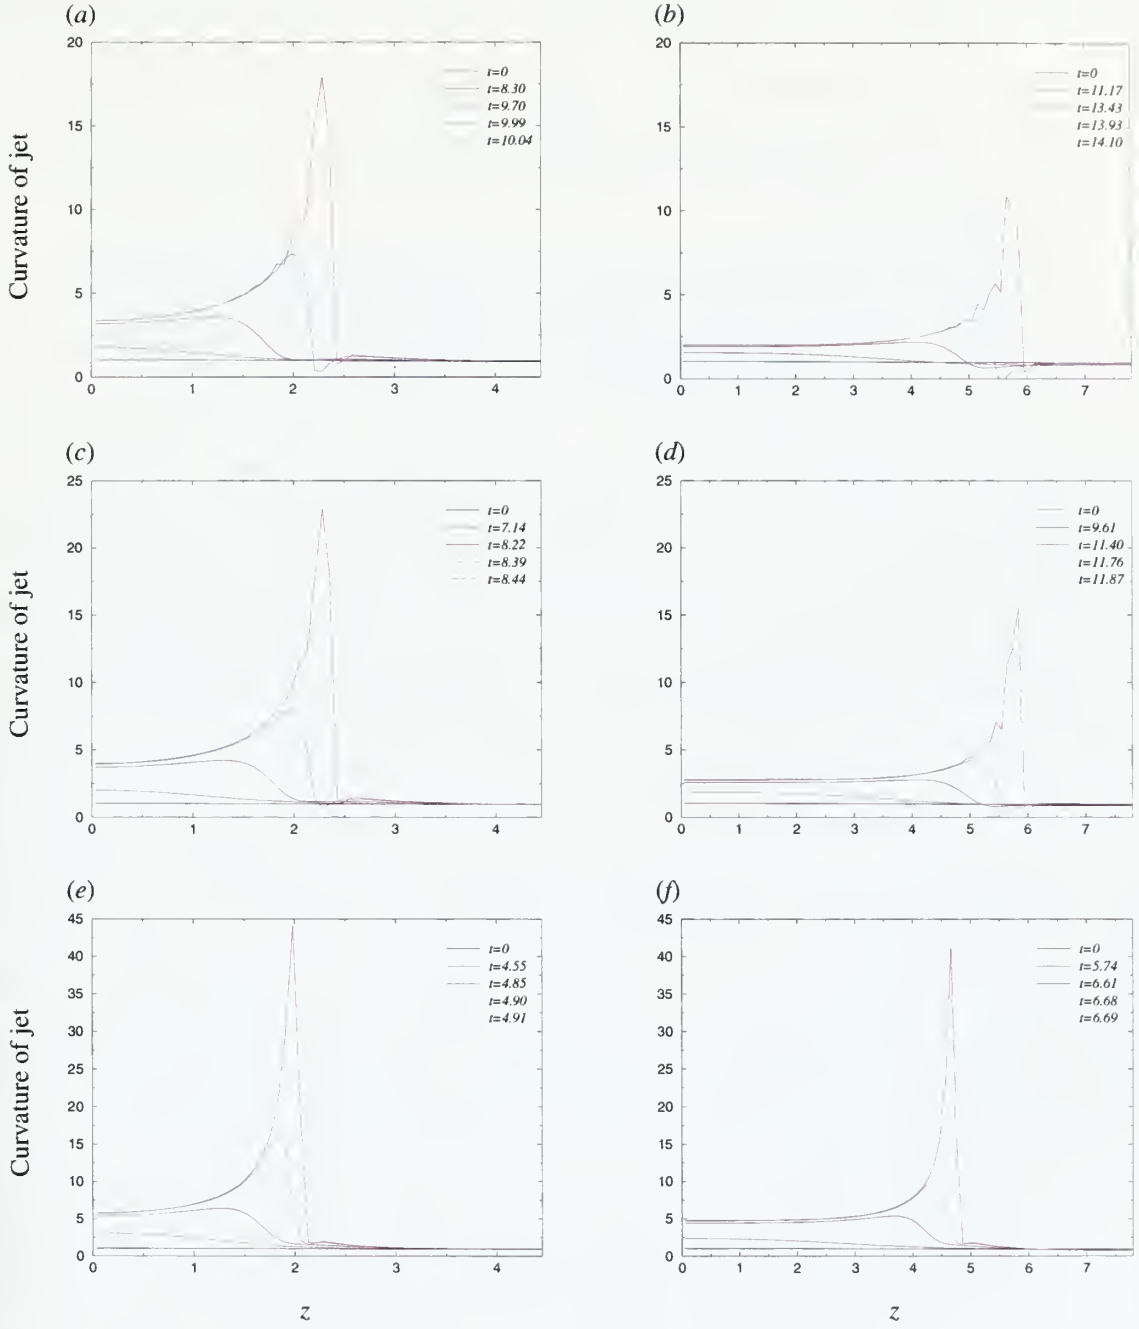 (a)
20
15
10
5
0
0 1 2 3 4
t=0
t=8.30
t=9.70
t=9.99
t=10.04
Curvature of jet
(b)
20
15
10
5
0
0 1 2 3 4 5 6 7
t=0
t=11.17
t=13.43
t=13.93
t=14.10
(c)
25
20
15
10
5
0
0 1 2 3 4
t=0
t=7.14
t=8.22
t=8.39
t=8.44
Curvature of jet
(d)
25
20
15
10
5
0
0 1 2 3 4 5 6 7
t=0
t=9.61
t=11.40
t=11.76
t=11.87
(e)
45
40
35
30
25
20
15
10
5
0
0 1 2 3 4
t=0
t=4.55
t=4.85
t=4.90
t=4.91
Curvature of jet
z
(f)
45
40
35
30
25
20
15
10
5
0
0 1 2 3 4 5 6 7
t=0
t=5.74
t=6.61
t=6.68
t=6.69
z